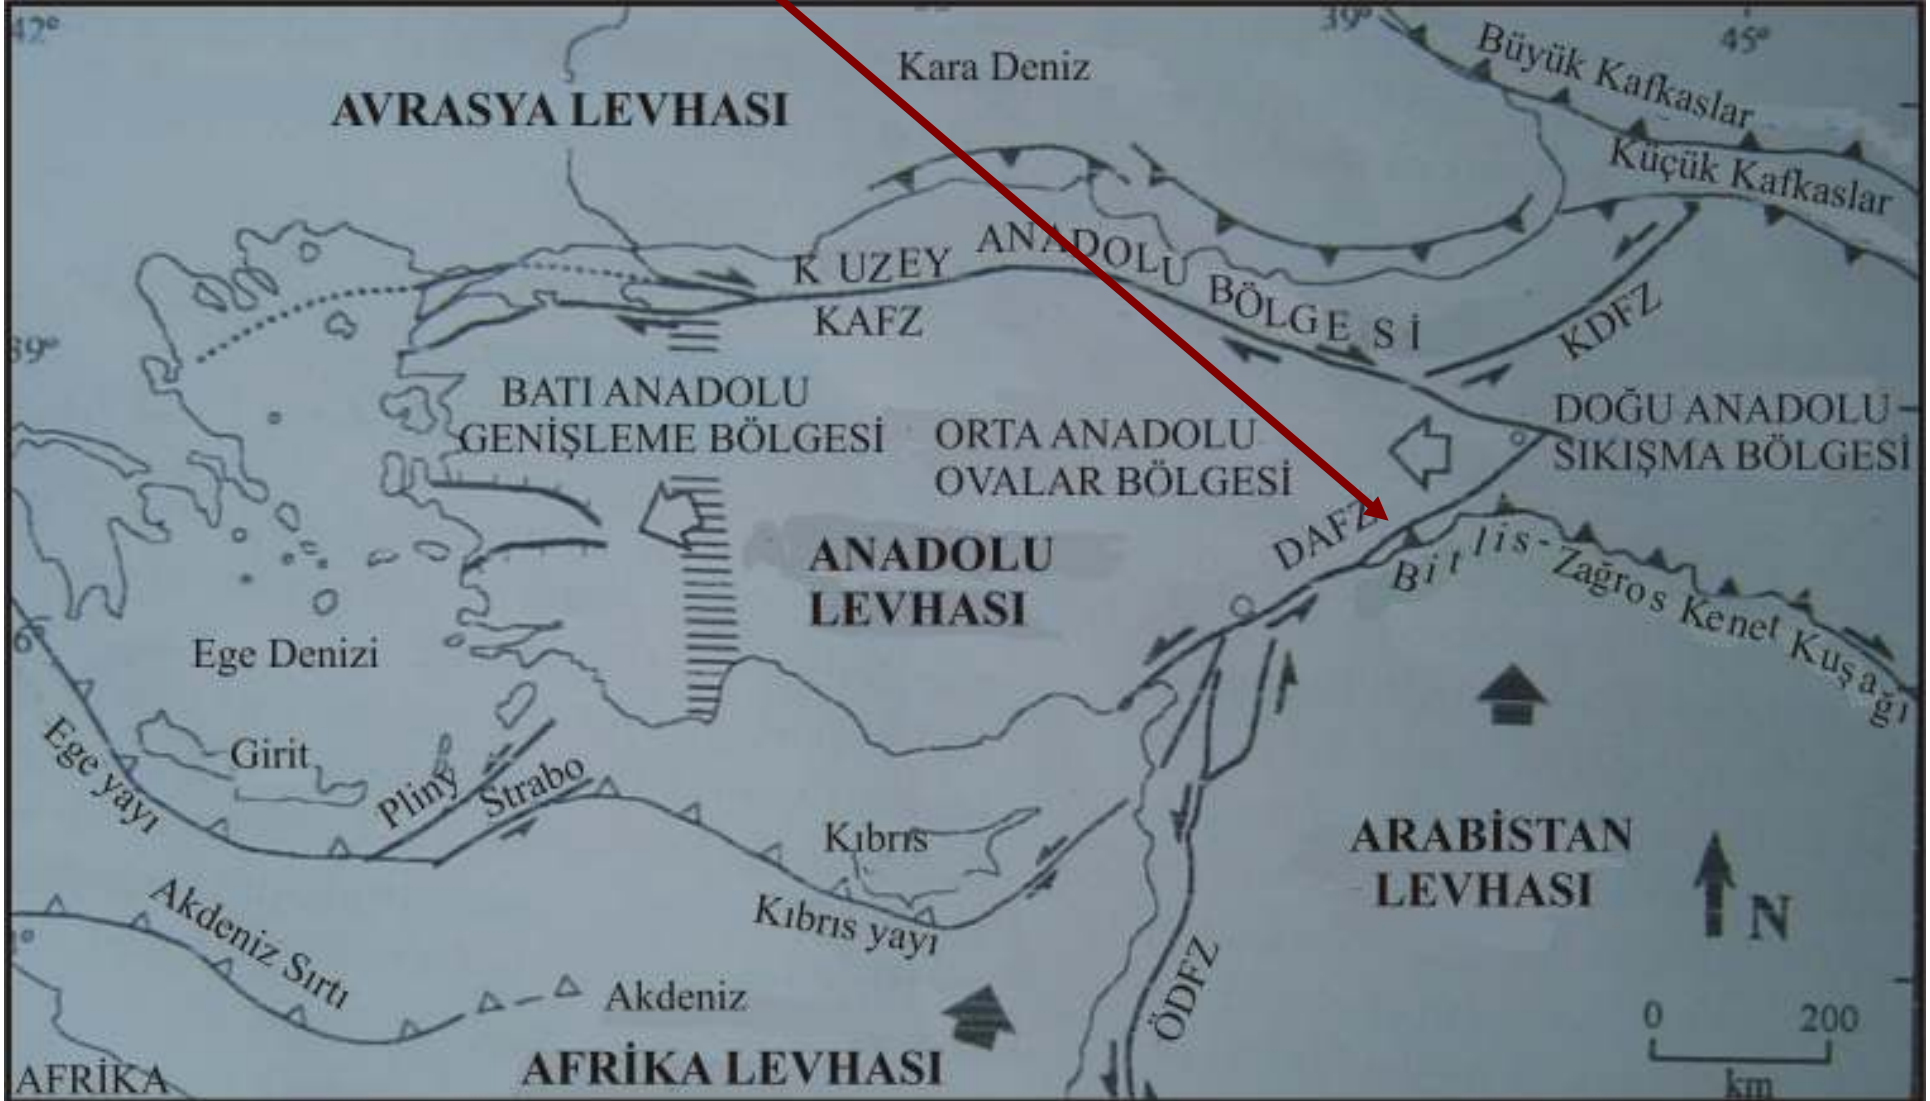 42°
39°
45°
Kara Deniz
Büyük Kafkaslar
AVRASYA LEVHASI
Küçük Kafkaslar
KUZEY ANADOLU BÖLGESİ
KAFZ
KDFZ
39°
BATI ANADOLU
GENİŞLEME BÖLGESİ
ORTA ANADOLU
OVALAR BÖLGESİ
DOĞU ANADOLU
SIKIŞMA BÖLGESİ
DAFZ
Bitlis-Zağros Kenet Kuşağı
ANADOLU
LEVHASI
Ege Denizi
Ege yayı
Girit
Pliny
Strabo
Kıbrıs
Kıbrıs yayı
ARABİSTAN
LEVHASI
N
Akdeniz Sırtı
Akdeniz
ÖDFZ
0 200
km
AFRİKA LEVHASI
AFRİKA